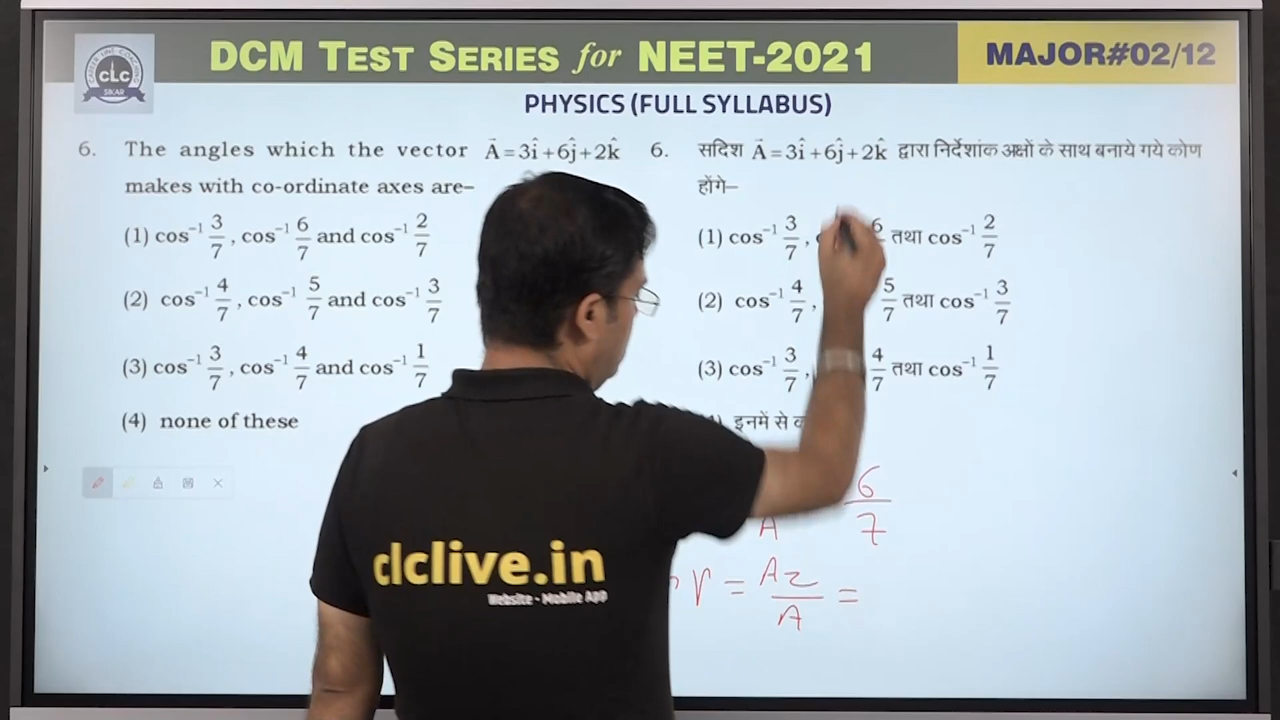 DCM TEST SERIES for NEET-2021
MAJOR#02/12
CLC
SIKAR
PHYSICS (FULL SYLLABUS)
6. The angles which the vector A⃗ = 3î + 6ĵ + 2k̂
makes with co-ordinate axes are–
(1) cos⁻¹ 3/7 , cos⁻¹ 6/7 and cos⁻¹ 2/7
(2) cos⁻¹ 4/7 , cos⁻¹ 5/7 and cos⁻¹ 3/7
(3) cos⁻¹ 3/7 , cos⁻¹ 4/7 and cos⁻¹ 1/7
(4) none of these
6. सदिश A⃗ = 3î + 6ĵ + 2k̂ द्वारा निर्देशांक अक्षों के साथ बनाये गये कोण
होंगे–
(1) cos⁻¹ 3/7 , 6 तथा cos⁻¹ 2/7
(2) cos⁻¹ 4/7 , 5/7 तथा cos⁻¹ 3/7
(3) cos⁻¹ 3/7 , 4/7 तथा cos⁻¹ 1/7
इनमें से
A 6/7
γ = Az/A =
clclive.in
Website - Mobile App